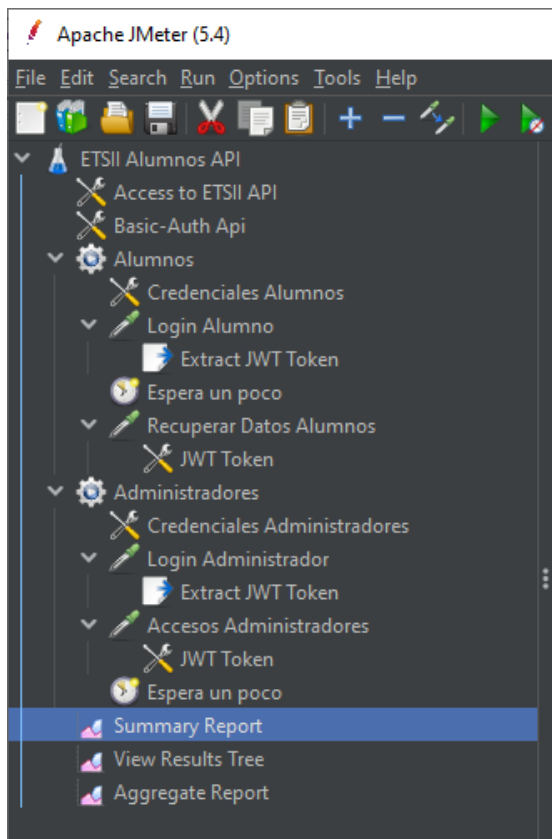 Apache JMeter (5.4)
File Edit Search Run Options Tools Help
ETSII Alumnos API
Access to ETSII API
Basic-Auth Api
Alumnos
Credenciales Alumnos
Login Alumno
Extract JWT Token
Espera un poco
Recuperar Datos Alumnos
JWT Token
Administradores
Credenciales Administradores
Login Administrador
Extract JWT Token
Accesos Administradores
JWT Token
Espera un poco
Summary Report
View Results Tree
Aggregate Report